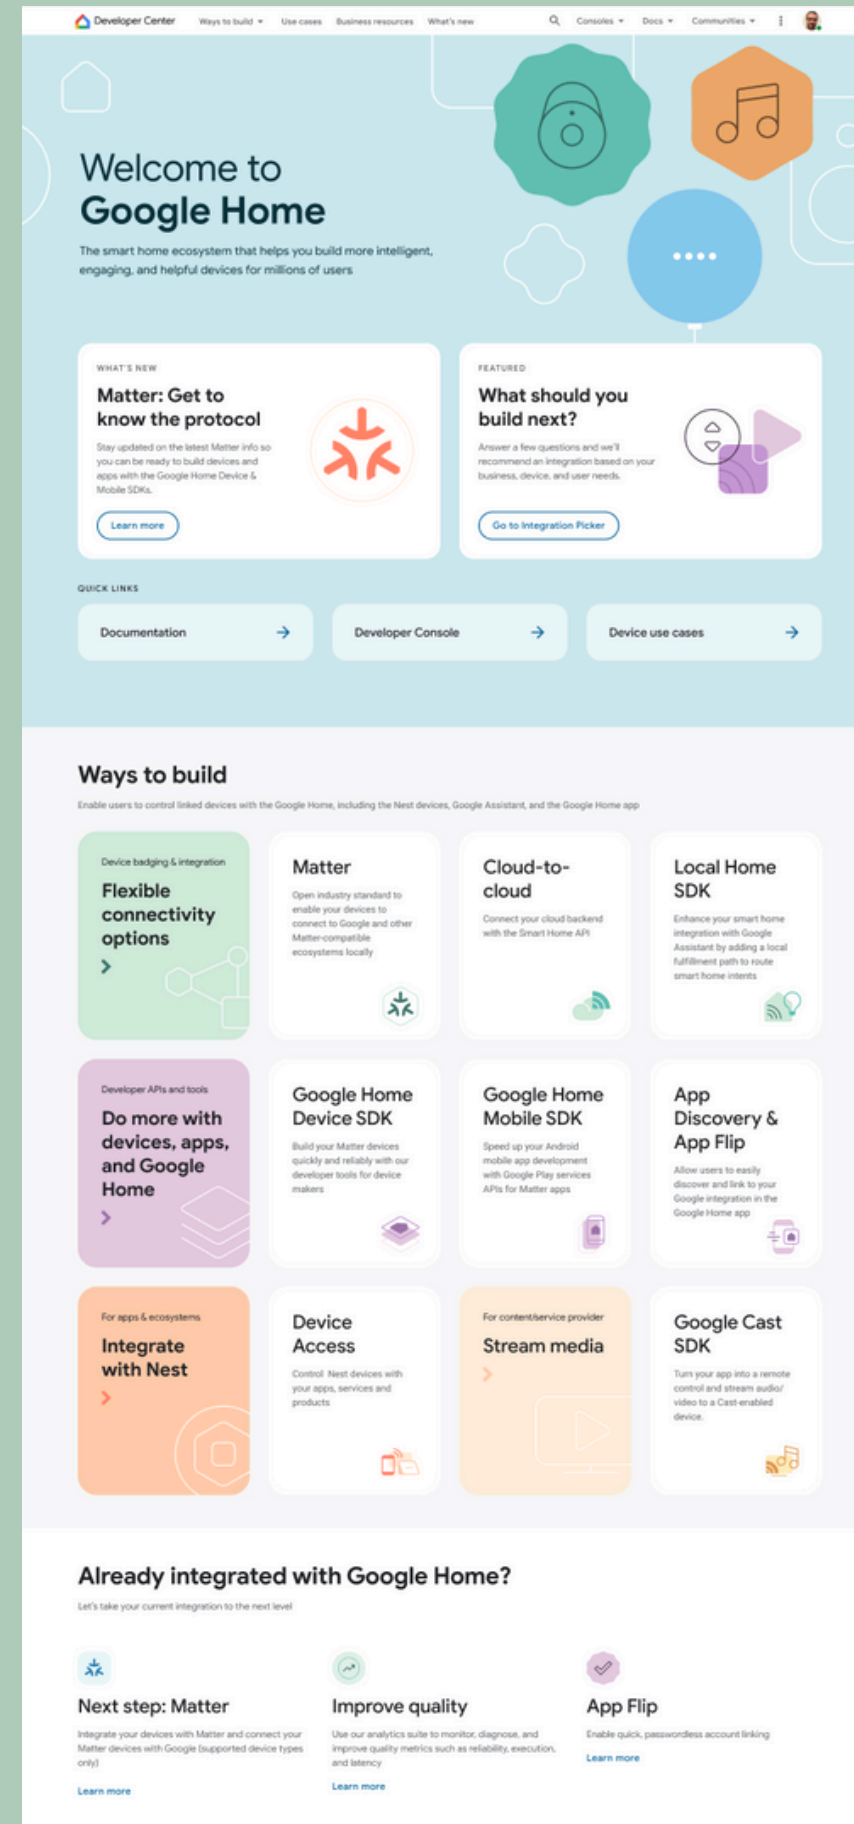 Developer Center Ways to build Use cases Business resources What's new Consoles Docs Communities
Welcome to
Google Home
The smart home ecosystem that helps you build more intelligent,
engaging, and helpful devices for millions of users
WHAT'S NEW
Matter: Get to
know the protocol
Stay updated on the latest Matter info so
you can be ready to build devices and
apps with the Google Home Device &
Mobile SDKs.
Learn more
FEATURED
What should you
build next?
Answer a few questions and we'll
recommend an integration based on your
business, device, and user needs.
Go to Integration Picker
QUICK LINKS
Documentation
Developer Console
Device use cases
Ways to build
Enable users to control linked devices with the Google Home, including the Nest devices, Google Assistant, and the Google Home app
Device badging & integration
Flexible
connectivity
options
Matter
Open industry standard to
enable your devices to
connect to Google and other
Matter-compatible
ecosystems locally
Cloud-to-
cloud
Connect your cloud backend
with the Smart Home API
Local Home
SDK
Enhance your smart home
integration with Google
Assistant by adding a local
fulfillment path to route
smart home intents
Developer APIs and tools
Do more with
devices, apps,
and Google
Home
Google Home
Device SDK
Build your Matter devices
quickly and reliably with our
developer tools for device
makers
Google Home
Mobile SDK
Speed up your Android
mobile app development
with Google Play services
APIs for Matter apps
App
Discovery &
App Flip
Allow users to easily
discover and link to your
Google integration in the
Google Home app
For apps & ecosystems
Integrate
with Nest
Device
Access
Control Nest devices with
your apps, services and
products
For content/service provider
Stream media
Google Cast
SDK
Turn your app into a remote
control and stream audio/
video to a Cast-enabled
device.
Already integrated with Google Home?
Let's take your current integration to the next level
Next step: Matter
Integrate your devices with Matter and connect your
Matter devices with Google (supported device types
only)
Learn more
Improve quality
Use our analytics suite to monitor, diagnose, and
improve quality metrics such as reliability, execution,
and latency
Learn more
App Flip
Enable quick, passwordless account linking
Learn more